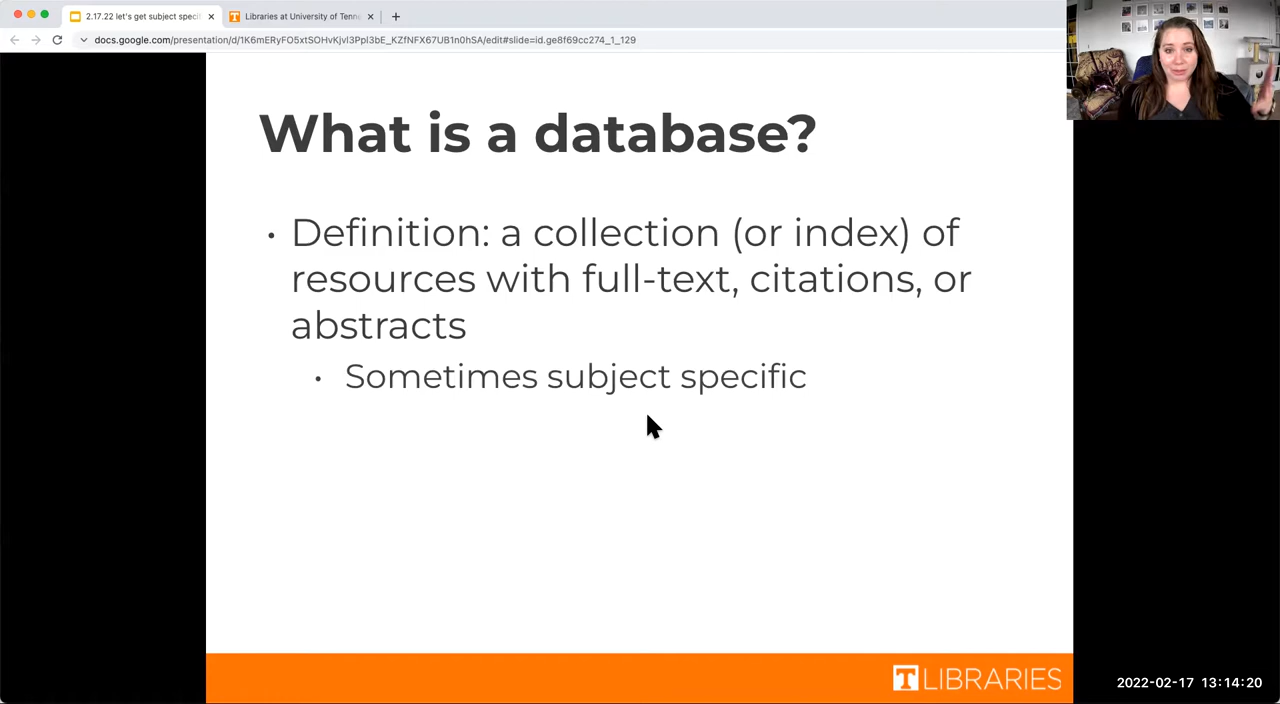 2.17.22 let's get subject specif
Libraries at University of Tenne
docs.google.com/presentation/d/1K6mERyFO5xtSOHvKjvl3Ppl3bE_KZfNFX67UB1n0hSA/edit#slide=id.ge8f69cc274_1_129
What is a database?
• Definition: a collection (or index) of
resources with full-text, citations, or
abstracts
• Sometimes subject specific
T LIBRARIES
2022-02-17 13:14:20